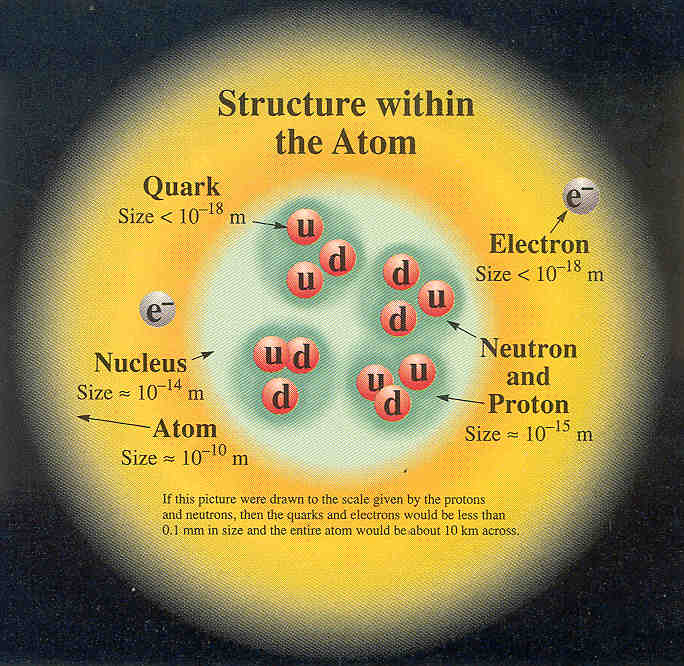 Structure within
the Atom
Quark
Size < 10⁻¹⁸ m
e⁻
Electron
Size < 10⁻¹⁸ m
u
d
u
d
u
d
e⁻
Nucleus
Size ≈ 10⁻¹⁴ m
u d
d
u
u
d
Neutron
and
Proton
Size ≈ 10⁻¹⁵ m
Atom
Size ≈ 10⁻¹⁰ m
If this picture were drawn to the scale given by the protons
and neutrons, then the quarks and electrons would be less than
0.1 mm in size and the entire atom would be about 10 km across.